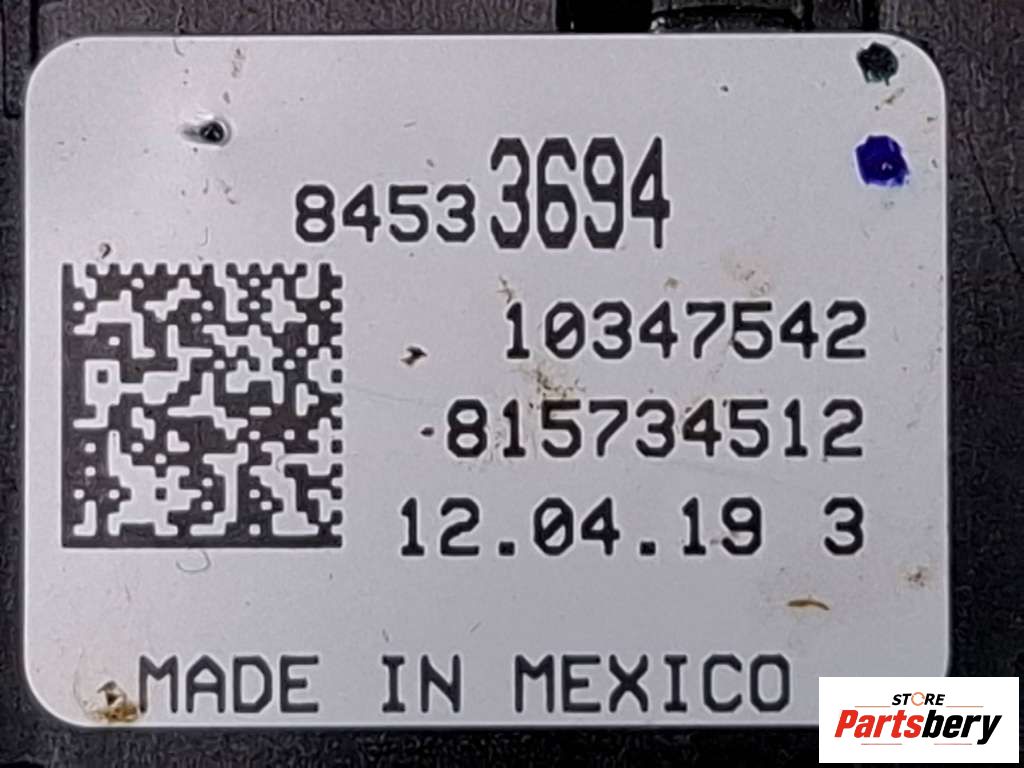 84533694
10347542
815734512
12.04.19 3
MADE IN MEXICO
STORE
Partsbery